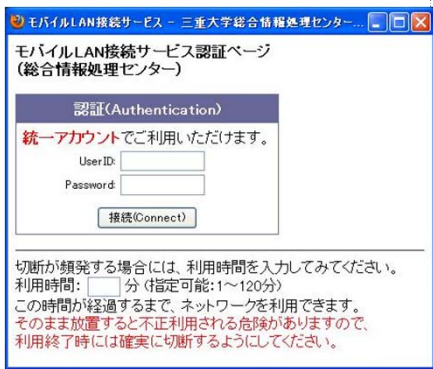 モバイルLAN接続サービス - 三重大学総合情報処理センター...
モバイルLAN接続サービス認証ページ
(総合情報処理センター)
認証(Authentication)
統一アカウントでご利用いただけます。
UserID:
Password:
接続(Connect)
切断が頻発する場合には、利用時間を入力してみてください。
利用時間: 分 (指定可能:1～120分)
この時間が経過するまで、ネットワークを利用できます。
そのまま放置すると不正利用される危険がありますので、
利用終了時には確実に切断するようにしてください。